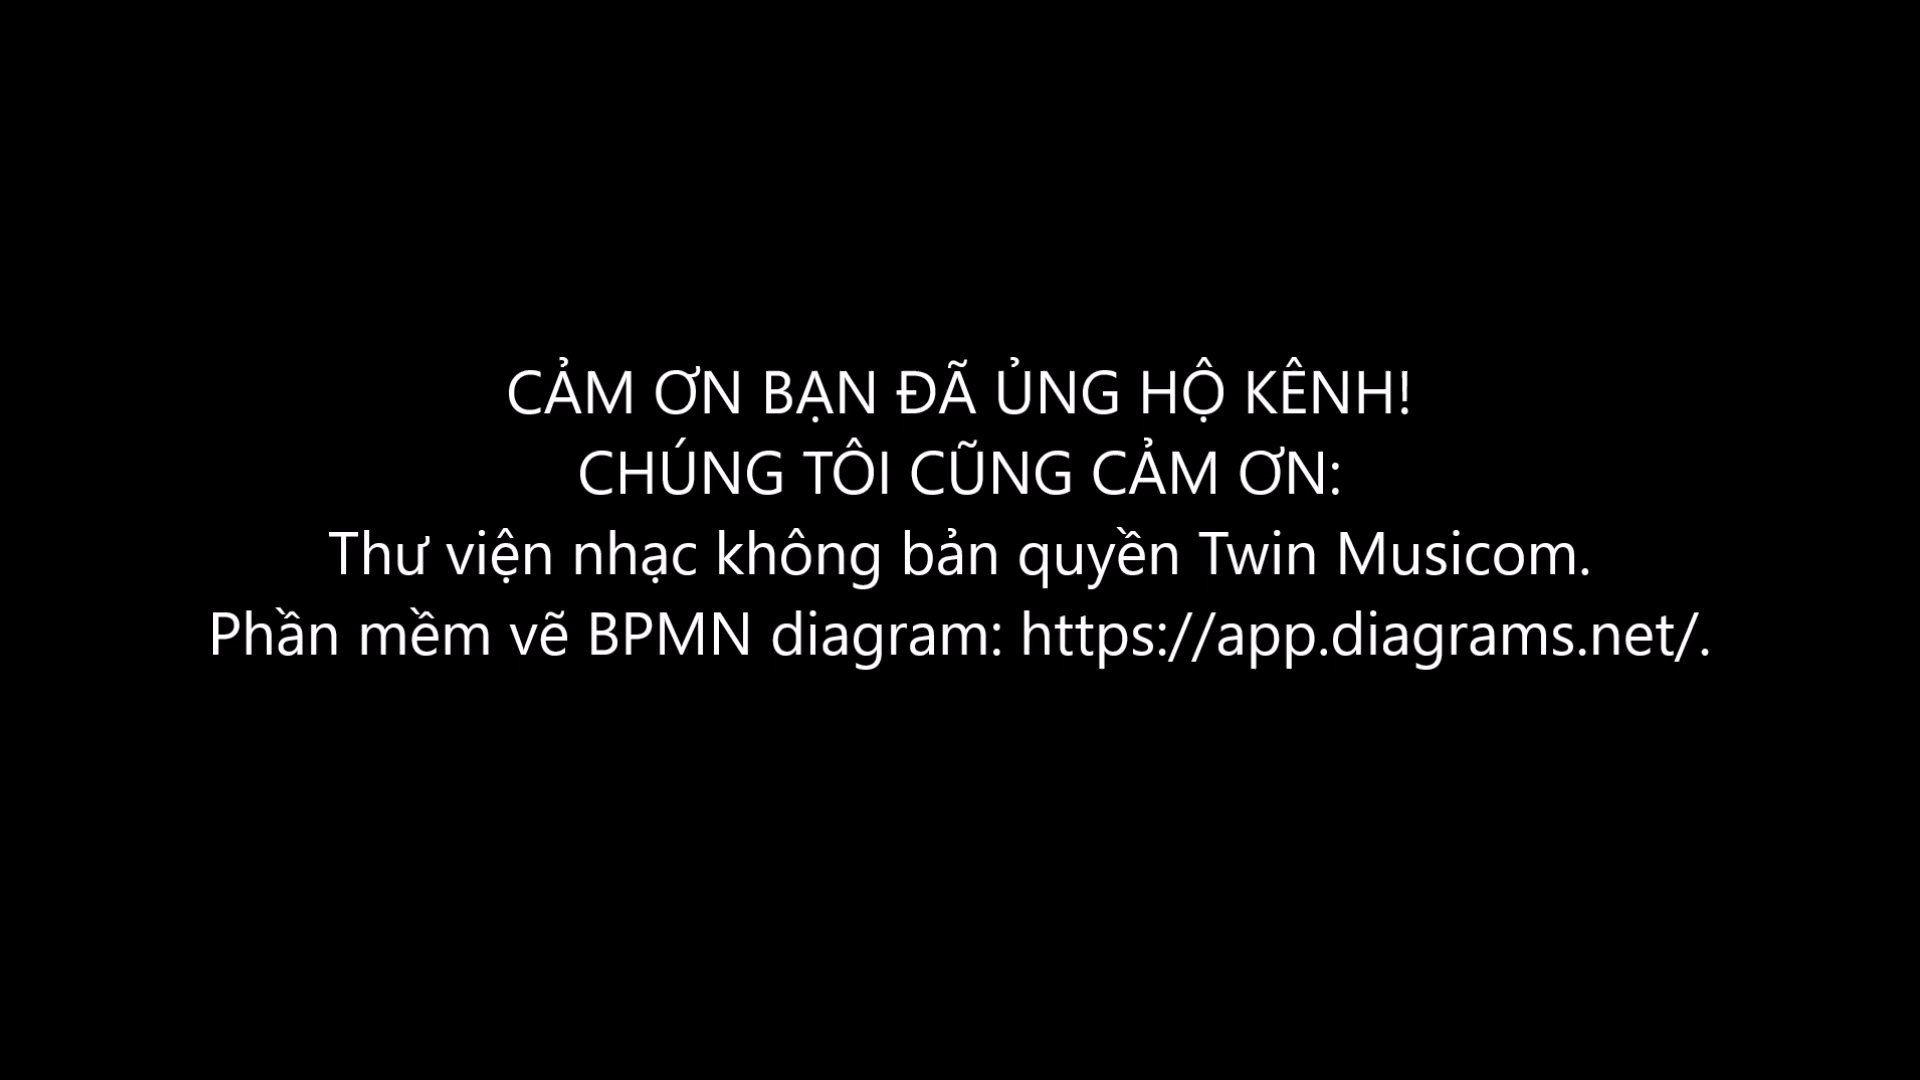 CẢM ƠN BẠN ĐÃ ỦNG HỘ KÊNH!
CHÚNG TÔI CŨNG CẢM ƠN:
Thư viện nhạc không bản quyền Twin Musicom.
Phần mềm vẽ BPMN diagram: https://app.diagrams.net/.